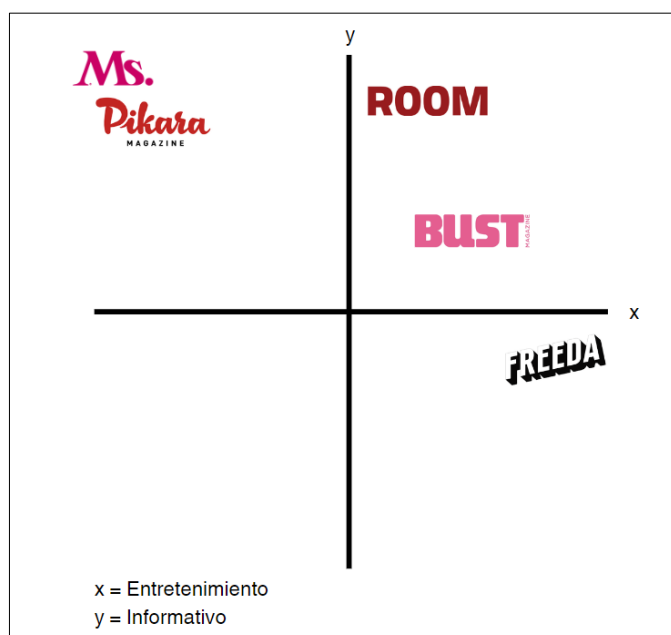 y
Ms.
Pikara
MAGAZINE
ROOM
BUST
MAGAZINE
x
FREEDA
x = Entretenimiento
y = Informativo